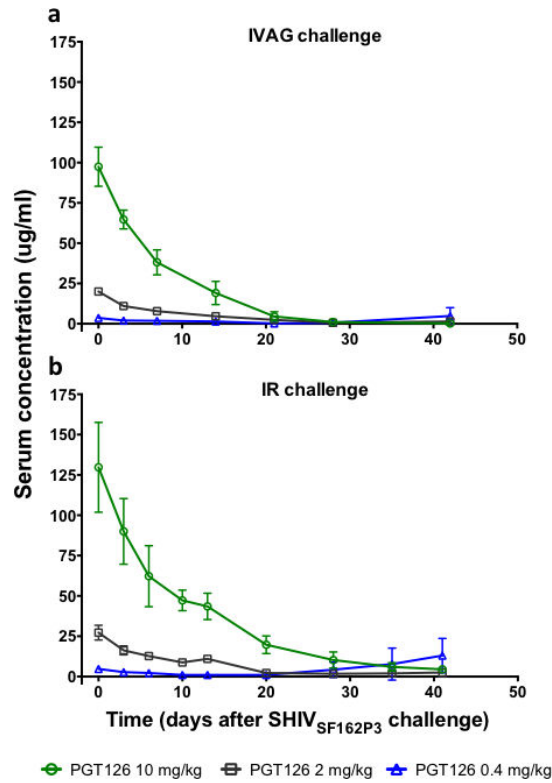 a
IVAG challenge
175
150
125
100
75
50
25
0
0 10 20 30 40 50
b
IR challenge
175
150
125
100
75
50
25
0
0 10 20 30 40 50
Serum concentration (ug/ml)
Time (days after SHIVSF162P3 challenge)
PGT126 10 mg/kg PGT126 2 mg/kg PGT126 0.4 mg/kg